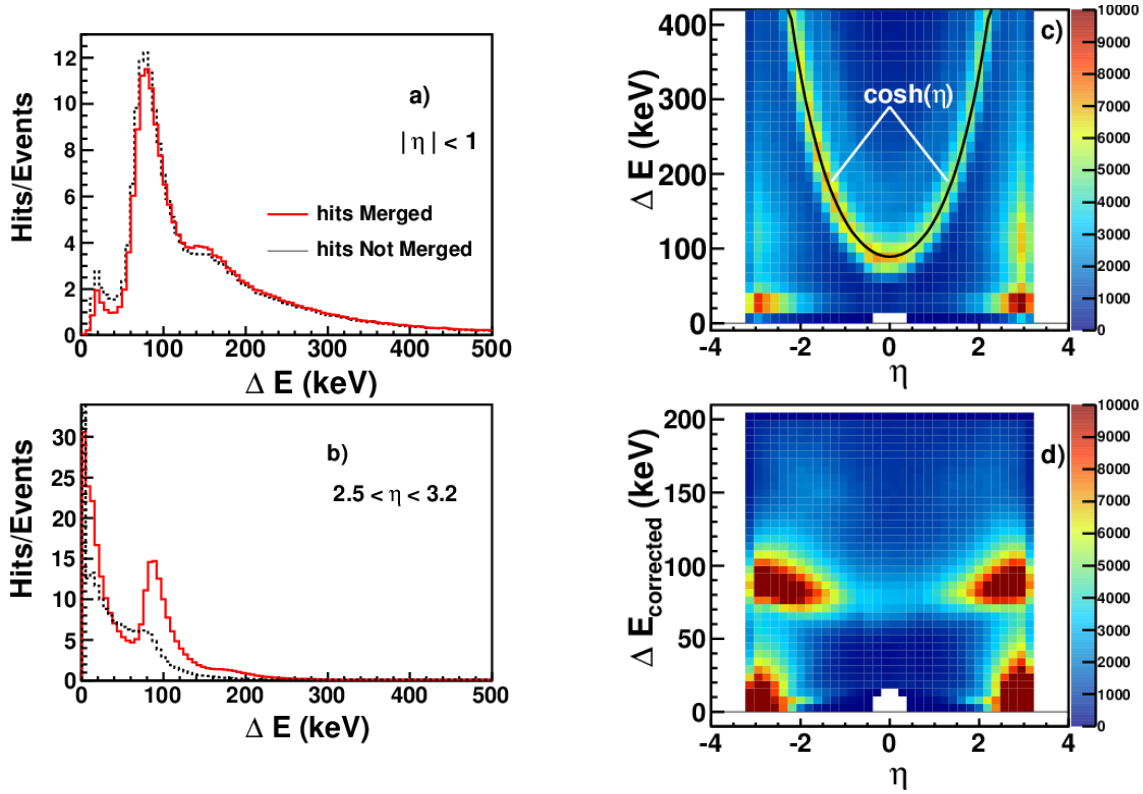 12
10
8
6
4
2
0
Hits/Events
a)
| η | < 1
hits Merged
hits Not Merged
0 100 200 300 400 500
Δ E (keV)
30
25
20
15
10
5
0
Hits/Events
b)
2.5 < η < 3.2
0 100 200 300 400 500
Δ E (keV)
400
300
200
100
0
Δ E (keV)
c)
cosh(η)
-4 -2 0 2 4
η
10000
9000
8000
7000
6000
5000
4000
3000
2000
1000
0
200
150
100
50
0
Δ E corrected (keV)
d)
-4 -2 0 2 4
η
10000
9000
8000
7000
6000
5000
4000
3000
2000
1000
0